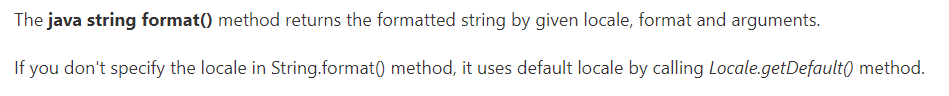 The java string format() method returns the formatted string by given locale, format and arguments.
If you don't specify the locale in String.format() method, it uses default locale by calling Locale.getDefault() method.